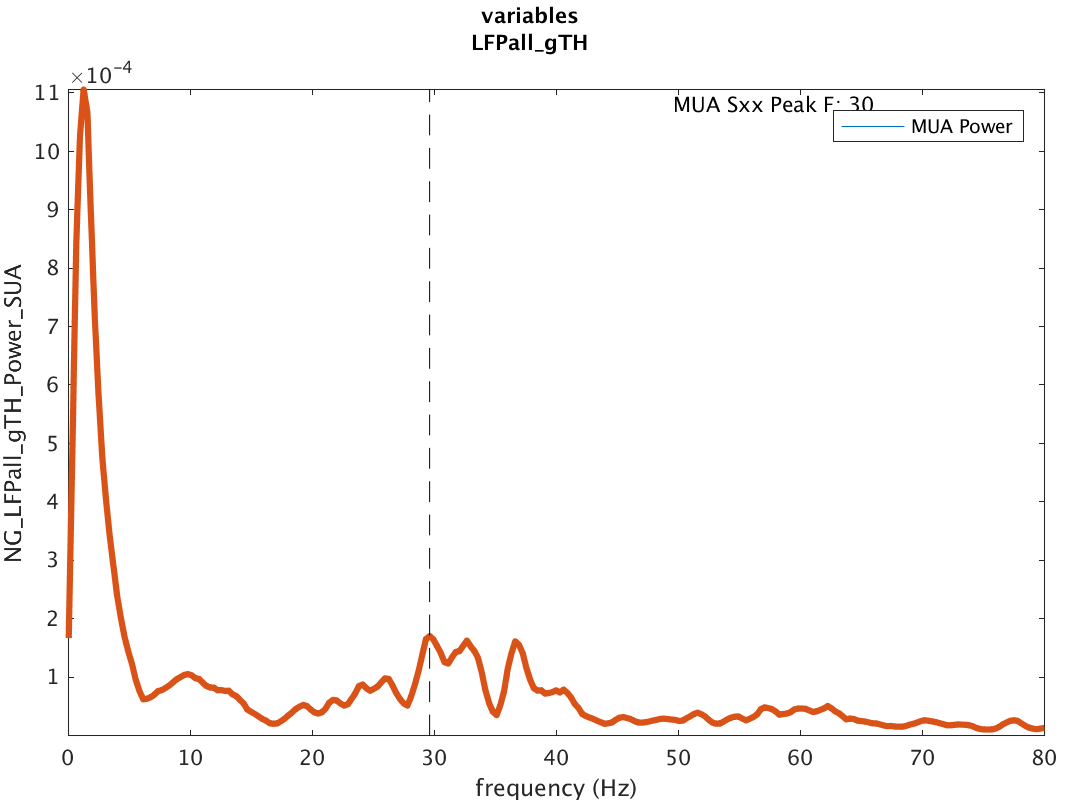 variables
LFPall_gTH
×10⁻⁴
11
10
9
8
7
6
5
4
3
2
1
NG_LFPall_gTH_Power_SUA
MUA Sxx Peak F: 30
MUA Power
0 10 20 30 40 50 60 70 80
frequency (Hz)